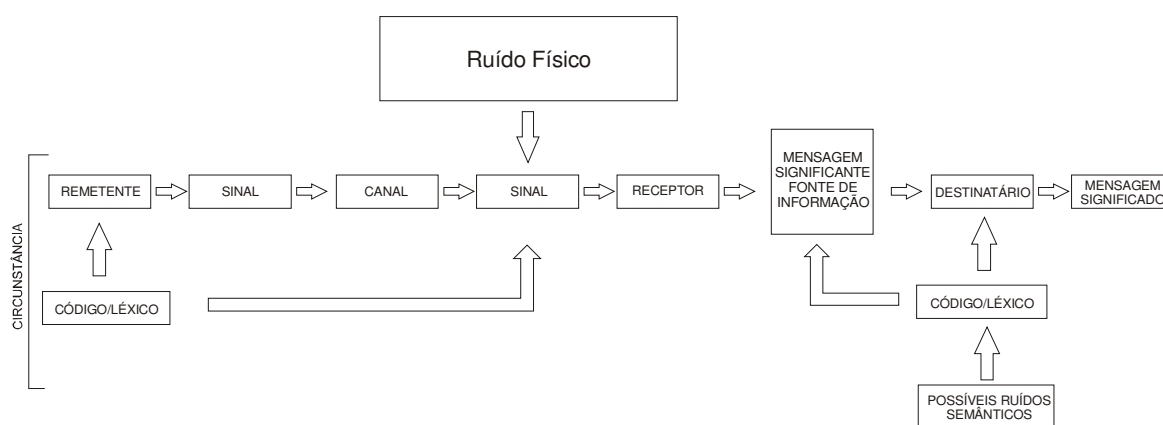 Ruído Físico
MENSAGEM
SIGNIFICANTE
FONTE DE
INFORMAÇÃO
REMETENTE
SINAL
CANAL
SINAL
RECEPTOR
DESTINATÁRIO
MENSAGEM
SIGNIFICADO
CIRCUNSTÂNCIA
CÓDIGO/LÉXICO
CÓDIGO/LÉXICO
POSSÍVEIS RUÍDOS
SEMÂNTICOS